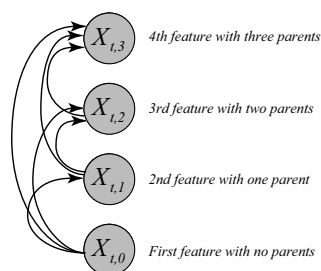 X_{t,3} 4th feature with three parents
X_{t,2} 3rd feature with two parents
X_{t,1} 2nd feature with one parent
X_{t,0} First feature with no parents